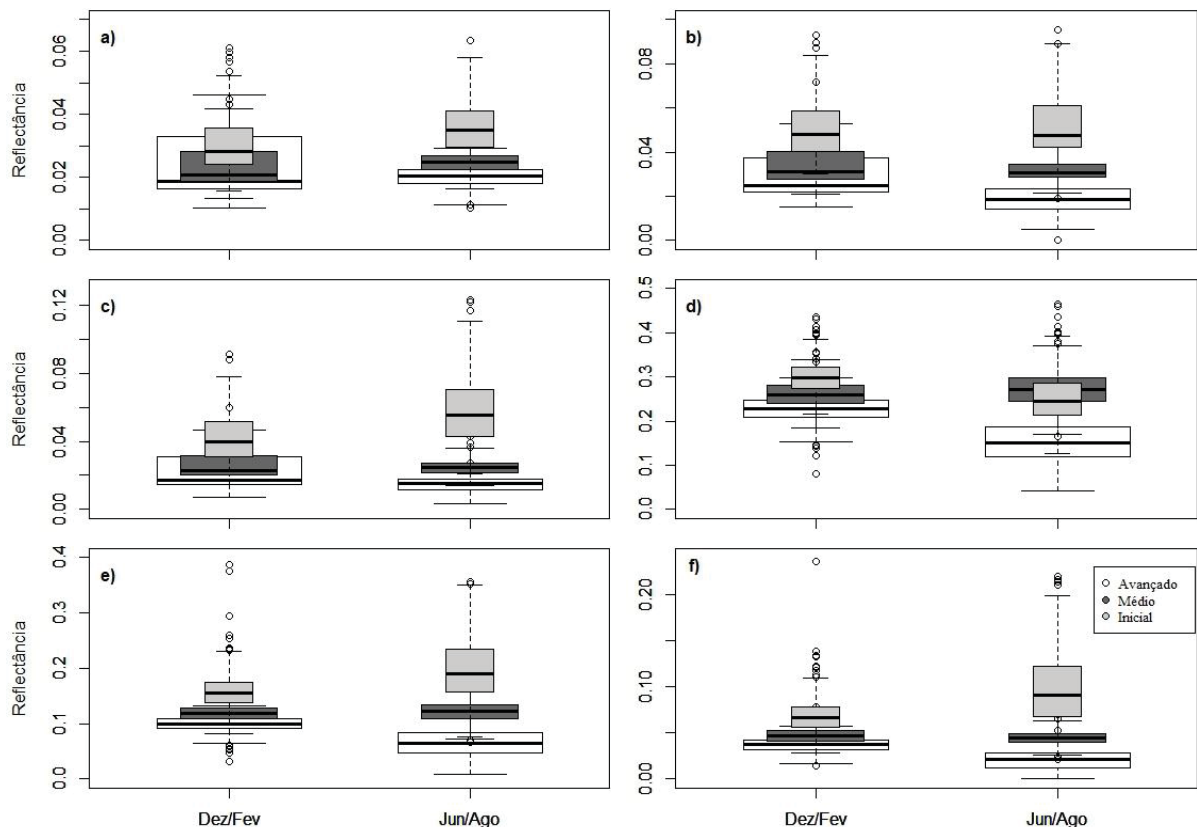 a)
0.06
0.04
0.02
0.00
Reflectância
b)
0.08
0.04
0.00
c)
0.12
0.08
0.04
0.00
Reflectância
d)
0.5
0.4
0.3
0.2
0.1
0.0
e)
0.4
0.3
0.2
0.1
0.0
Reflectância
Dez/Fev
Jun/Ago
f)
0.20
0.10
0.00
Avançado
Médio
Inicial
Dez/Fev
Jun/Ago